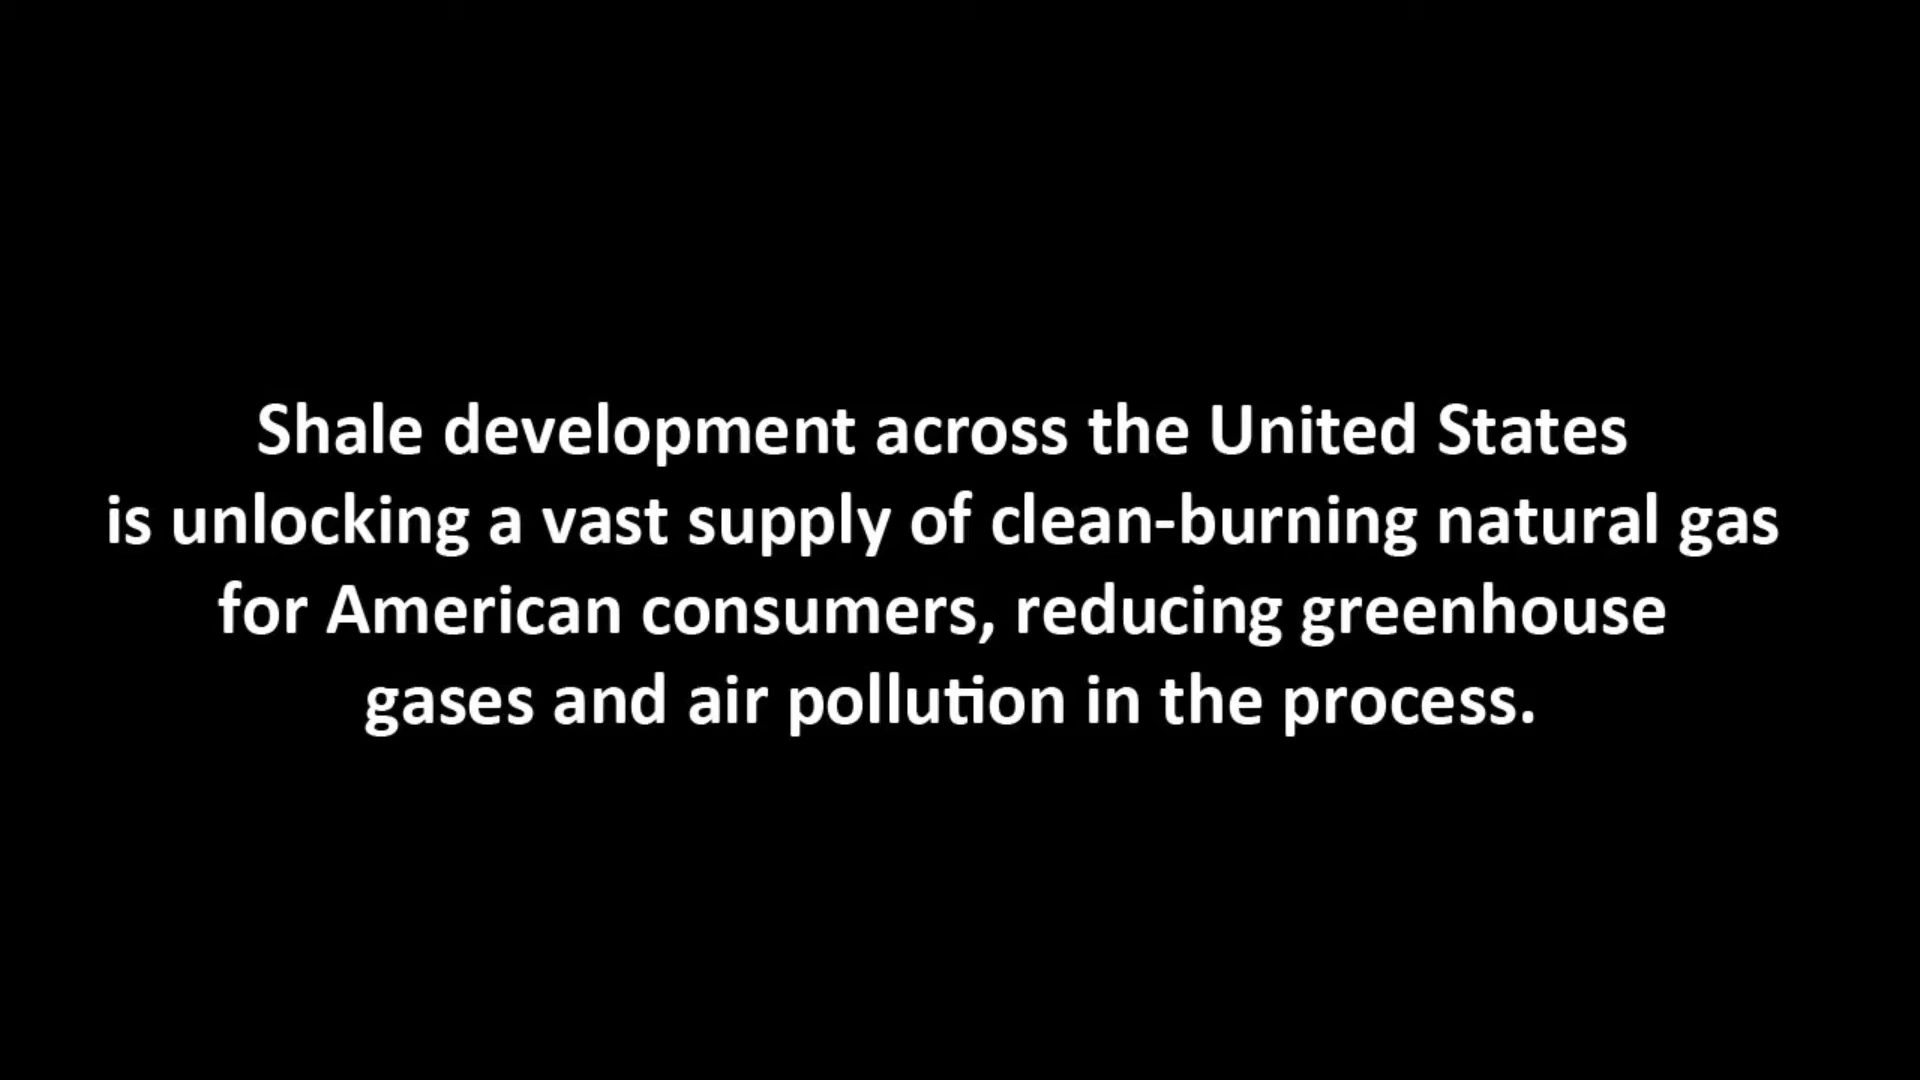 Shale development across the United States
is unlocking a vast supply of clean-burning natural gas
for American consumers, reducing greenhouse
gases and air pollution in the process.